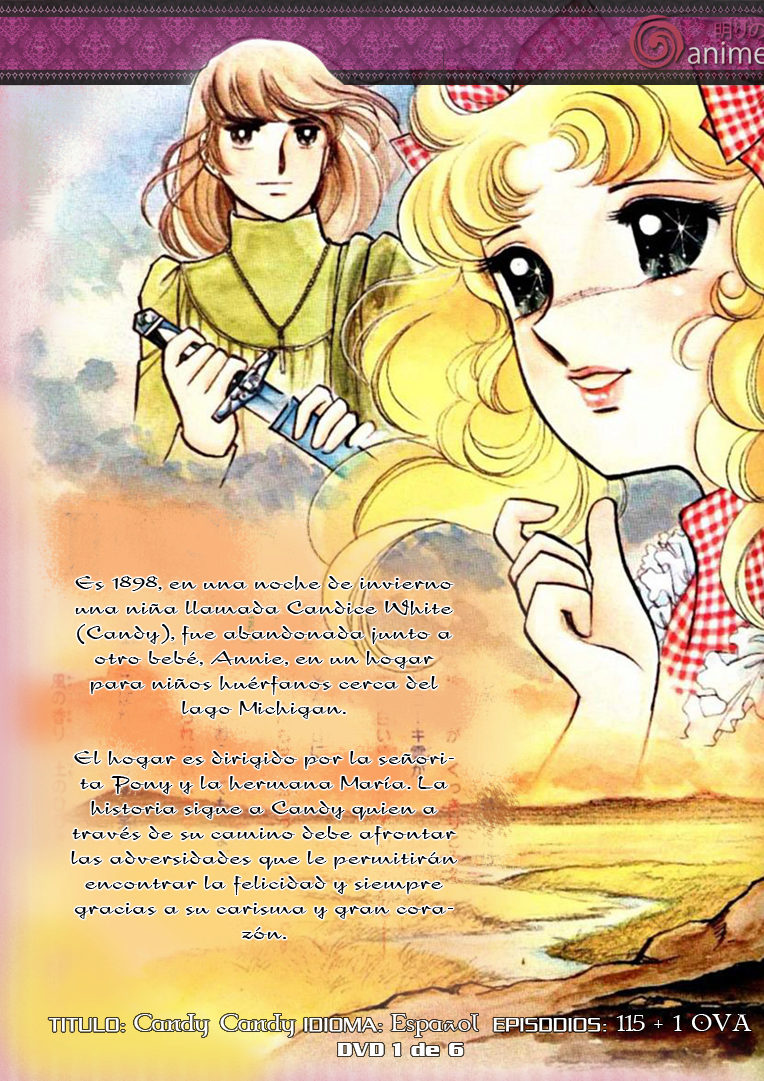 明りの
anime
Es 1898, en una noche de invierno
una niña llamada Candice White
(Candy), fue abandonada junto a
otro bebé, Annie, en un hogar
para niños huérfanos cerca del
lago Michigan.
El hogar es dirigido por la señori-
ta Pony y la hermana María. La
historia sigue a Candy quien a
través de su camino debe afrontar
las adversidades que le permitirán
encontrar la felicidad y siempre
gracias a su carisma y gran cora-
zón.
TITULO: Candy Candy IDIOMA: Español EPISODIOS: 115 + 1 OVA
DVD 1 de 6